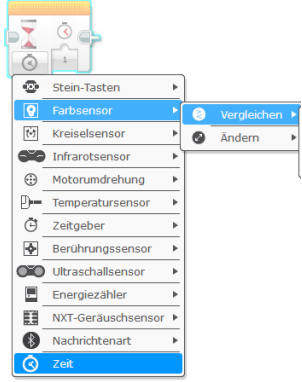 1
Stein-Tasten
Farbsensor
Vergleichen
Ändern
Kreiselsensor
Infrarotsensor
Motorumdrehung
Temperatursensor
Zeitgeber
Berührungssensor
Ultraschallsensor
Energiezähler
NXT-Geräuschsensor
Nachrichtenart
Zeit